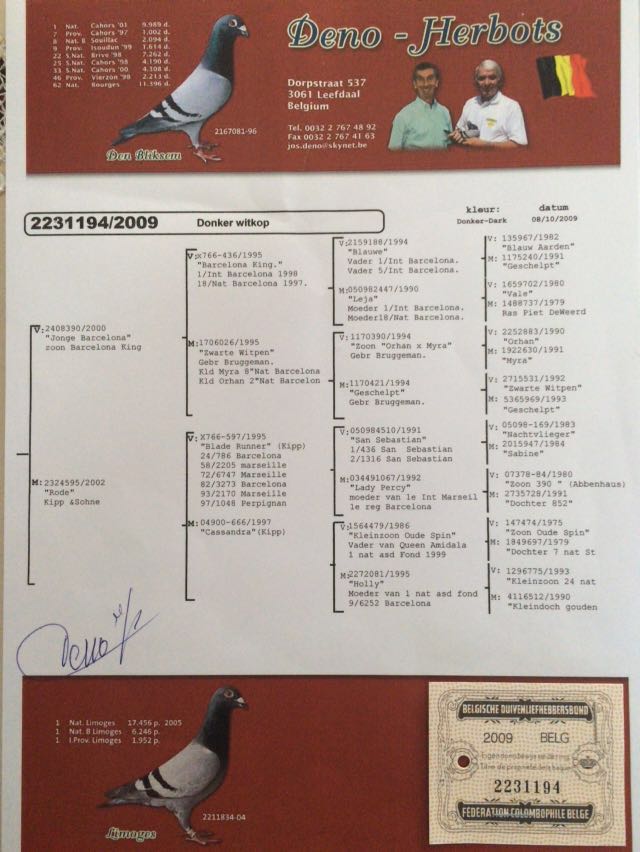 1 Nat. Cahors '01 9.989 d.
7 Prov. Cahors '97 1.002 d.
8 Nat. B Souillac 2.094 d.
9 Prov. Isoudun '99 1.614 d.
22 S.Nat. Brive '98 7.262 d.
25 S.Nat. Cahors '98 4.190 d.
33 S.Nat. Cahors '00 4.108 d.
46 Prov. Vierzon '98 2.213 d.
62 Nat. Bourges 11.396 d.
2167081-96
Den Bliksem
Deno - Herbots
Dorpstraat 537
3061 Leefdaal
Belgium
Tel. 0032 2 767 48 92
Fax 0032 2 767 41 63
jos.deno@skynet.be
kleur: datum
Donker-Dark 08/10/2009
2231194/2009 Donker witkop
V:2408390/2000
"Jonge Barcelona"
zoon Barcelona King
M:2324595/2002
"Rode"
Kipp &Sohne
V:x766-436/1995
"Barcelona King."
1/Int Barcelona 1998
18/Nat Barcelona 1997.
M:1706026/1995
"Zwarte Witpen"
Gebr Bruggeman.
Kld Myra 8"Nat Barcelona
Kld Orhan 2"Nat Barcelon
V:X766-597/1995
"Blade Runner" (Kipp)
24/786 Barcelona
58/2205 Marseille
72/6747 Marseille
82/3273 Barcelona
93/2170 Marseille
97/1048 Perpignan
M:04900-666/1997
"Cassandra"(Kipp)
V:2159188/1994
"Blauwe"
Vader 1/Int Barcelona.
Vader 5/Int Barcelona.
M:050982447/1990
"Leja"
Moeder 1/Int Barcelona.
Moeder18/Nat Barcelona.
V:1170390/1994
"Zoon "Orhan x Myra"
Gebr Bruggeman.
M:1170421/1994
"Geschelpt"
Gebr Bruggeman.
V:050984510/1991
"San Sebastian"
1/436 San Sebastian
2/1316 San Sebastian
M:034491067/1992
"Lady Percy"
moeder van 1e Int Marseil
1e reg Barcelona
V:1564479/1986
"Kleinzoon Oude Spin"
Vader van Queen Amidala
1 nat asd Fond 1999
M:2272081/1995
"Holly"
Moeder van 1 nat asd fond
9/6252 Barcelona
V: 135967/1982
"Blauw Aarden"
M: 1175240/1991
"Geschelpt"
V: 1659702/1980
"Vale"
M: 1488737/1979
Ras Piet DeWeerd
V: 2252883/1990
"Orhan"
M: 1922630/1991
"Myra"
V: 2715531/1992
"Zwarte Witpen"
M: 5365969/1993
"Geschelpt"
V: 05098-169/1983
"Nachtvlieger"
M: 2015947/1984
"Sabine"
V: 07378-84/1980
"Zoon 390 " (Abbenhaus)
M: 2735728/1991
"Dochter 852"
V: 147474/1975
"Zoon Oude Spin"
M: 1849697/1979
"Dochter 7 nat St
V: 1296775/1993
"Kleinzoon 24 nat
M: 4116512/1990
"Kleindoch gouden
Deno
1 Nat. Limoges 17.456 p. 2005
1 Nat. B Limoges 6.246 p.
1 I.Prov. Limoges 1.952 p.
2211834-04
Limoges
BELGISCHE DUIVENLIEFHEBBERSBOND
2009 BELG
2231194
FÉDÉRATION COLOMBOPHILE BELGE